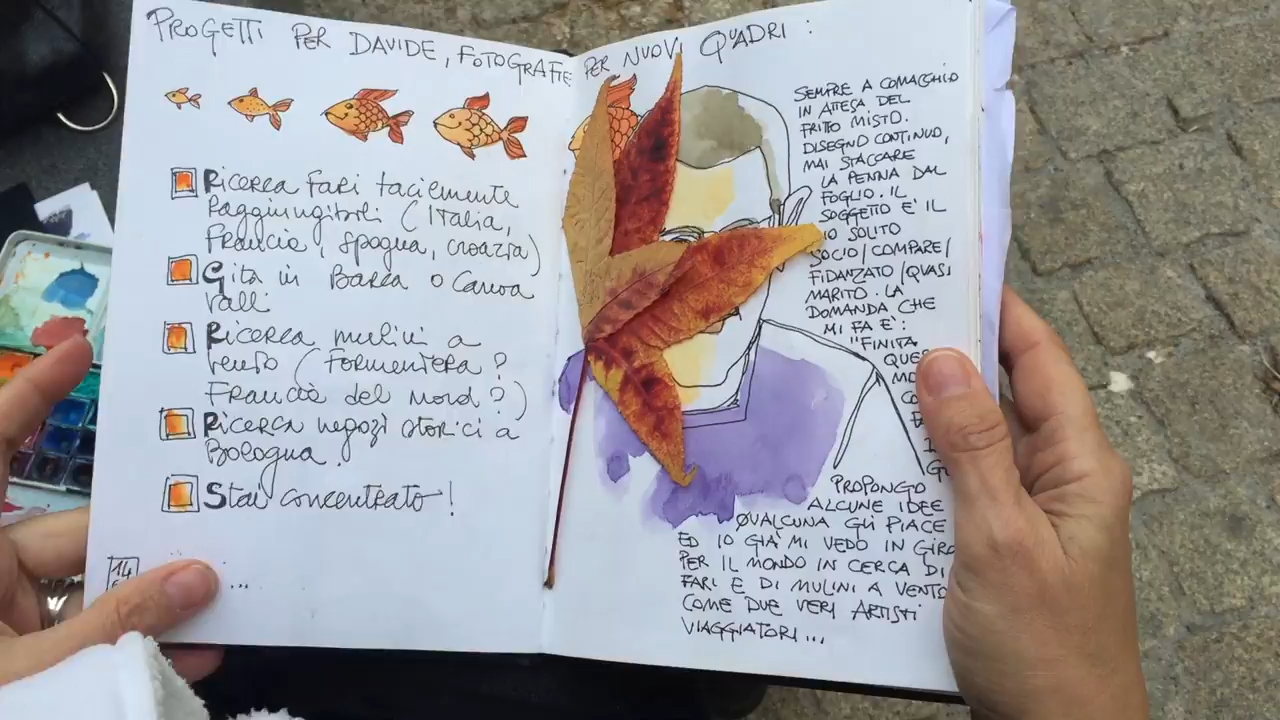 PROGETTI PER DAVIDE, FOTOGRAFIE PER NUOVI QUADRI :
Ricerca fari facilmente
Raggiungibili (Italia,
Francia, spagna, croazia)
Gita in Barca o Canoa
valli
Ricerca mulini a
vento (Formentera ?
Francia del nord ?)
Ricerca negozi storici a
Bologna.
Stai concentrato !
14
...
SEMPRE A COMACCHIO
IN ATTESA DEL
FRITTO MISTO.
DISEGNO CONTINUO,
MAI STACCARE
LA PENNA DAL
FOGLIO. IL
SOGGETTO E' IL
SOLITO
SOCIO/COMPARE/
FIDANZATO/QUASI
MARITO. LA
DOMANDA CHE
MI FA E':
"FINITA
PROPONGO
ALCUNE IDEE
QUALCUNA GLI PIACE
ED IO GIÀ MI VEDO IN GIRO
PER IL MONDO IN CERCA DI
FARI E DI MULINI A VENTO
COME DUE VERI ARTISTI
VIAGGIATORI...